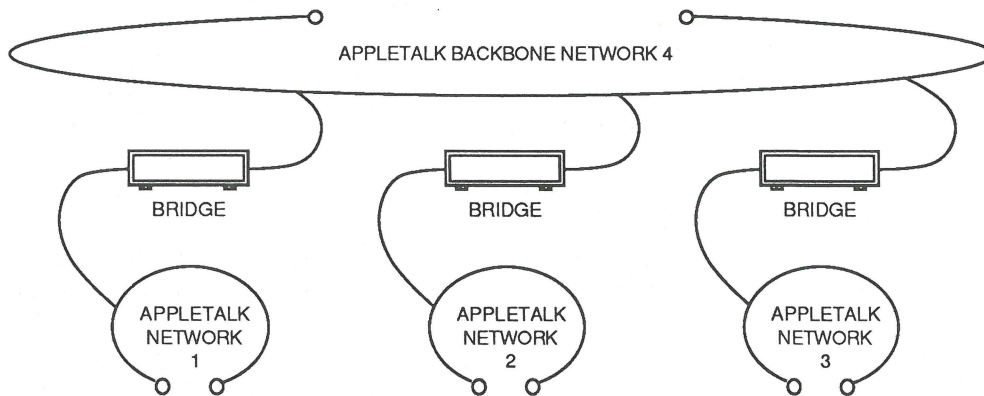 APPLETALK BACKBONE NETWORK 4
BRIDGE
BRIDGE
BRIDGE
APPLETALK
NETWORK
1
APPLETALK
NETWORK
2
APPLETALK
NETWORK
3